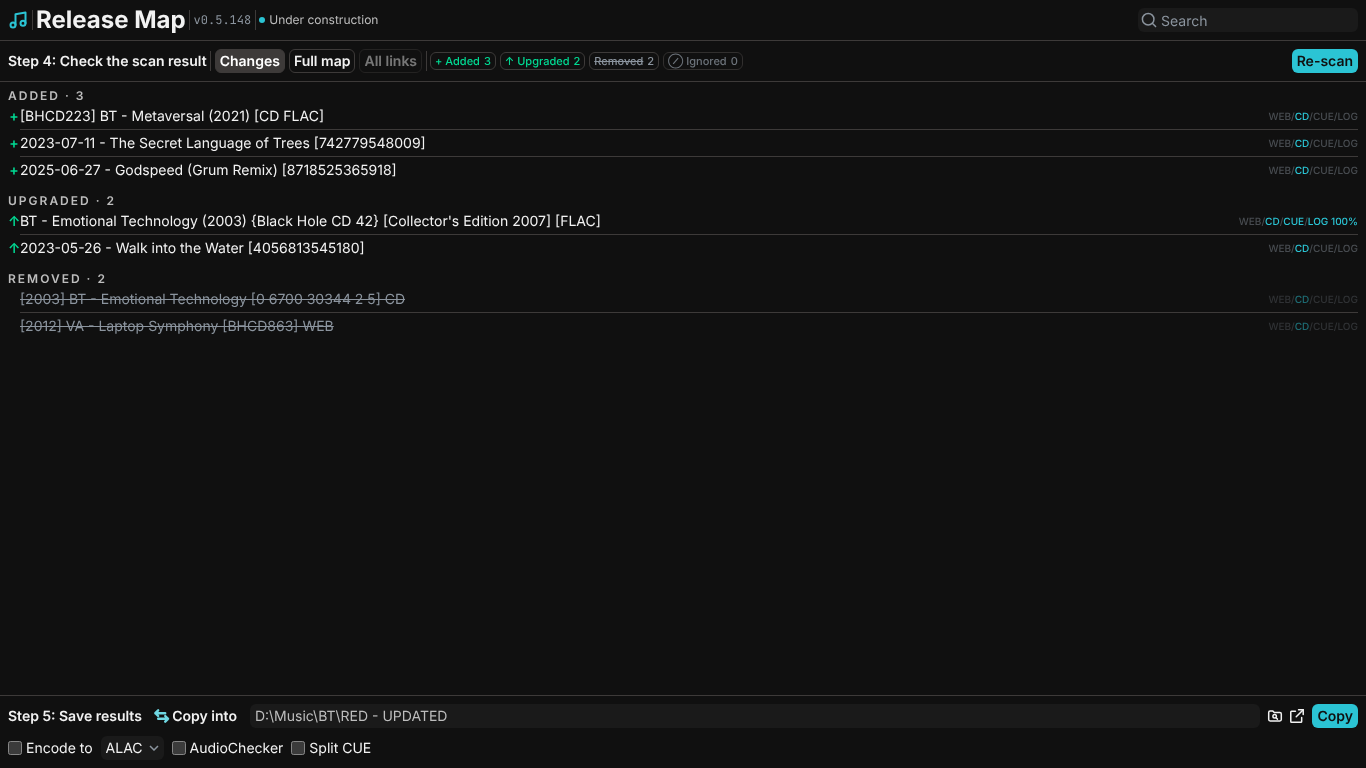 Release Map v0.5.148 Under construction Search
Step 4: Check the scan result Changes Full map All links + Added 3 ↑ Upgraded 2 Removed 2 Ignored 0 Re-scan
ADDED · 3
+ [BHCD223] BT - Metaversal (2021) [CD FLAC] WEB/CD/CUE/LOG
+ 2023-07-11 - The Secret Language of Trees [742779548009] WEB/CD/CUE/LOG
+ 2025-06-27 - Godspeed (Grum Remix) [8718525365918] WEB/CD/CUE/LOG
UPGRADED · 2
↑ BT - Emotional Technology (2003) {Black Hole CD 42} [Collector's Edition 2007] [FLAC] WEB/CD/CUE/LOG 100%
↑ 2023-05-26 - Walk into the Water [4056813545180] WEB/CD/CUE/LOG
REMOVED · 2
[2003] BT - Emotional Technology [0 6700 30344 2 5] CD WEB/CD/CUE/LOG
[2012] VA - Laptop Symphony [BHCD863] WEB WEB/CD/CUE/LOG
Step 5: Save results Copy into D:\Music\BT\RED - UPDATED Copy
Encode to ALAC AudioChecker Split CUE